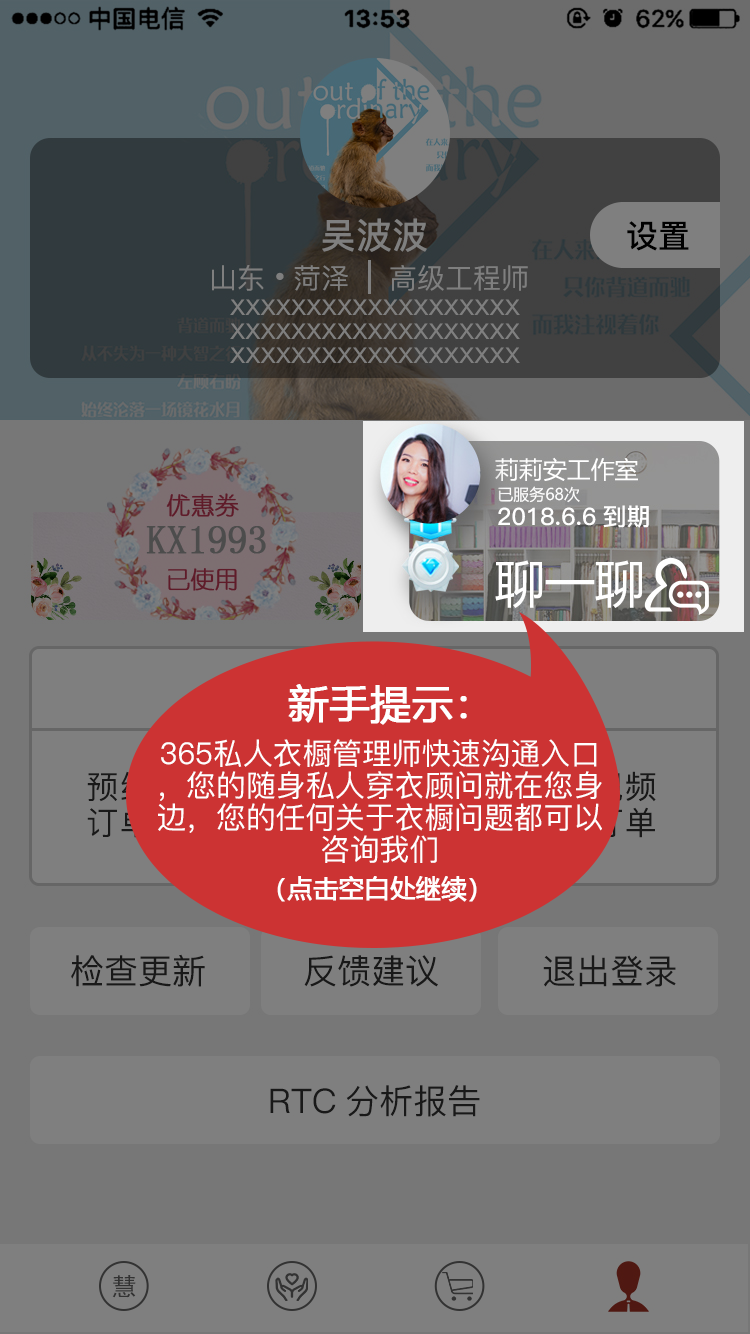 中国电信
13:53
62%
out of the
ordinary
out of the
ordinary
吴波波
设置
山东·菏泽 | 高级工程师
XXXXXXXXXXXXXXXXXXX
XXXXXXXXXXXXXXXXXXX
XXXXXXXXXXXXXXXXXXX
在人来
只你背道而驰
而我注视着你
背道而
从不失为一种大智之
左顾右盼
始终沦落一场镜花水月
优惠券
KX1993
已使用
莉莉安工作室
已服务68次
2018.6.6 到期
聊一聊
新手提示：
365私人衣橱管理师快速沟通入口
，您的随身私人穿衣顾问就在您身
边，您的任何关于衣橱问题都可以
咨询我们
（点击空白处继续）
订单
频
单
检查更新
反馈建议
退出登录
RTC 分析报告
慧